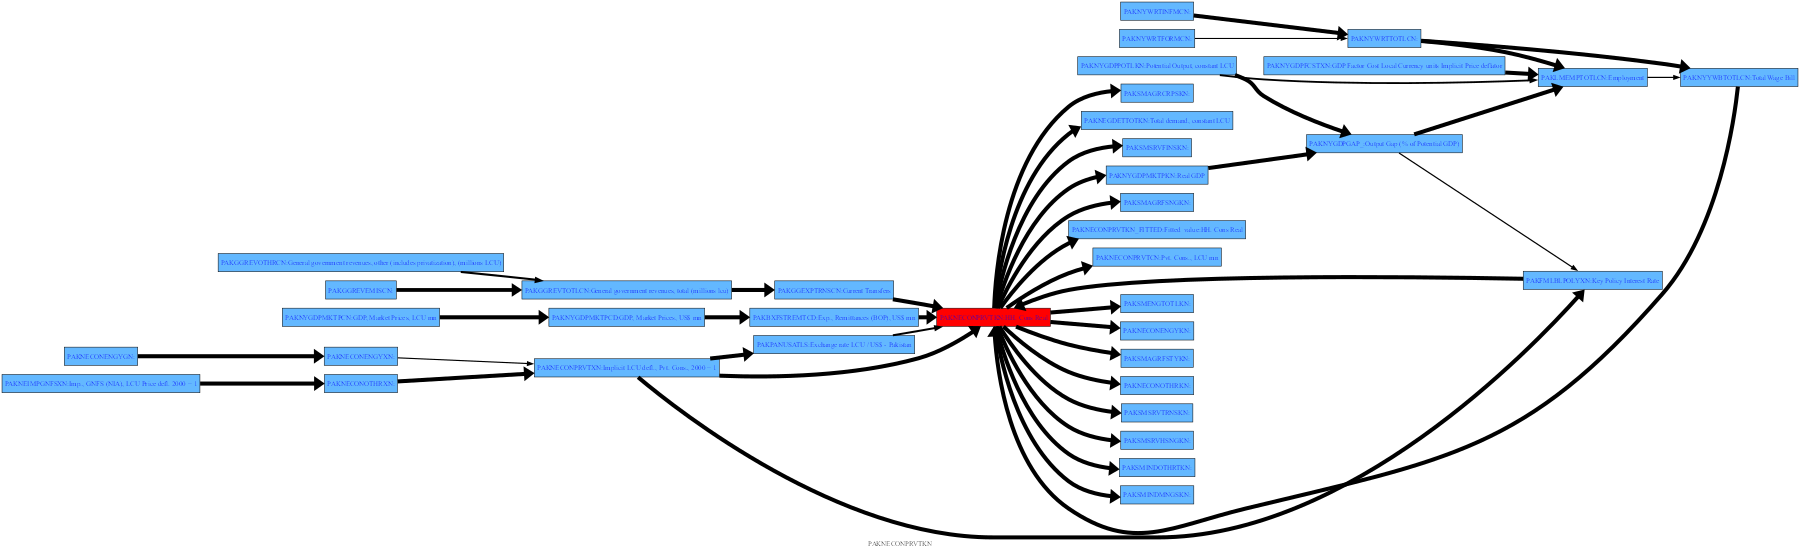 PAKNYWRTINFMCN
PAKNYWRTFORMCN
PAKNYWRTTOTLCN
PAKNYGDPPOTLKN:Potential Output, constant LCU
PAKNYGDPFCSTXN:GDP Factor Cost Local Currency units Implicit Price deflator
PAKLMEMPTOTLCN:Employment
PAKNYYWBTOTLCN:Total Wage Bill
PAKSMAGRCRPSKN
PAKNEGDETTOTKN:Total demand, constant LCU
PAKSMSRVFINSKN
PAKNYGDPGAP_:Output Gap (% of Potential GDP)
PAKNYGDPMKTPKN:Real GDP
PAKSMAGRFSNGKN
PAKNECONPRVTKN_FITTED:Fitted value:HH. Cons Real
PAKNECONPRVTCN:Pvt. Cons., LCU mn
PAKGGREVOTHRCN:General government revenues, other (includes privatization), (millions LCU)
PAKFMLBLPOLYXN:Key Policy Interest Rate
PAKGGREVEMISCN
PAKGGREVTOTLCN:General government revenues, total (millions lcu)
PAKGGEXPTRNSCN:Current Transfers
PAKSMENGTOTLKN
PAKNYGDPMKTPCN:GDP, Market Prices, LCU mn
PAKNYGDPMKTPCD:GDP, Market Prices, US$ mn
PAKBXFSTREMTCD:Exp., Remittances (BOP), US$ mn
PAKNECONPRVTKN:HH. Cons Real
PAKNECONENGYKN
PAKPANUSATLS:Exchange rate LCU / US$ - Pakistan
PAKNECONENGYCN
PAKNECONENGYXN
PAKSMAGRFSTYKN
PAKNECONPRVTXN:Implicit LCU defl., Pvt. Cons., 2000 = 1
PAKNEIMPGNFSXN:Imp., GNFS (NIA), LCU Price defl. 2000 = 1
PAKNECONOTHRXN
PAKNECONOTHRKN
PAKSMSRVTRNSKN
PAKSMSRVHSNGKN
PAKSMINDOTHRTKN
PAKSMINDMNGSKN
PAKNECONPRVTKN